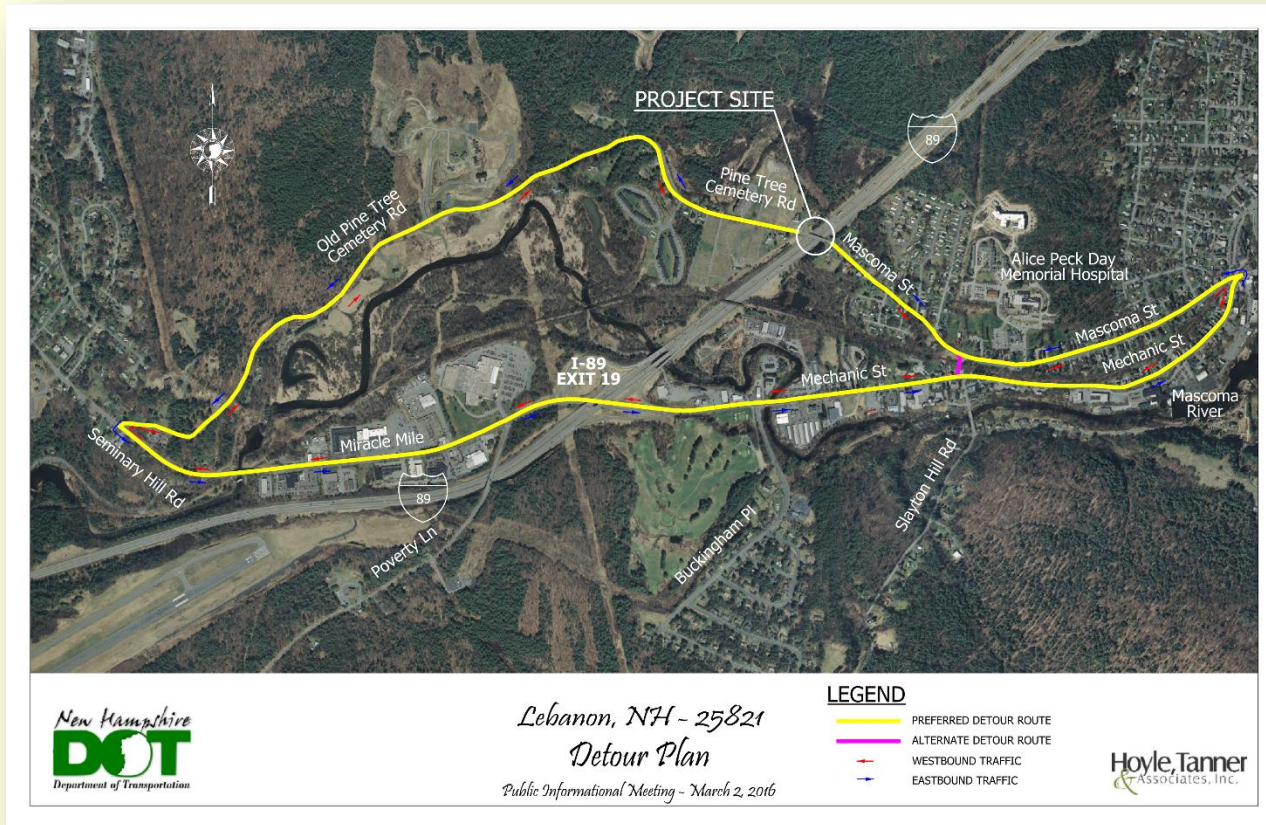 PROJECT SITE
89
Pine Tree
Cemetery Rd
Old Pine Tree
Cemetery Rd
Mascoma St
Alice Peck Day
Memorial Hospital
Mascoma St
Mechanic St
I-89
EXIT 19
Mechanic St
Mascoma
River
Miracle Mile
Seminary Hill Rd
89
Poverty Ln
Buckingham Pl
Slayton Hill Rd
New Hampshire
DOT
Department of Transportation
Lebanon, NH - 25821
Detour Plan
Public Informational Meeting - March 2, 2016
LEGEND
PREFERRED DETOUR ROUTE
ALTERNATE DETOUR ROUTE
WESTBOUND TRAFFIC
EASTBOUND TRAFFIC
Hoyle, Tanner
& Associates, Inc.